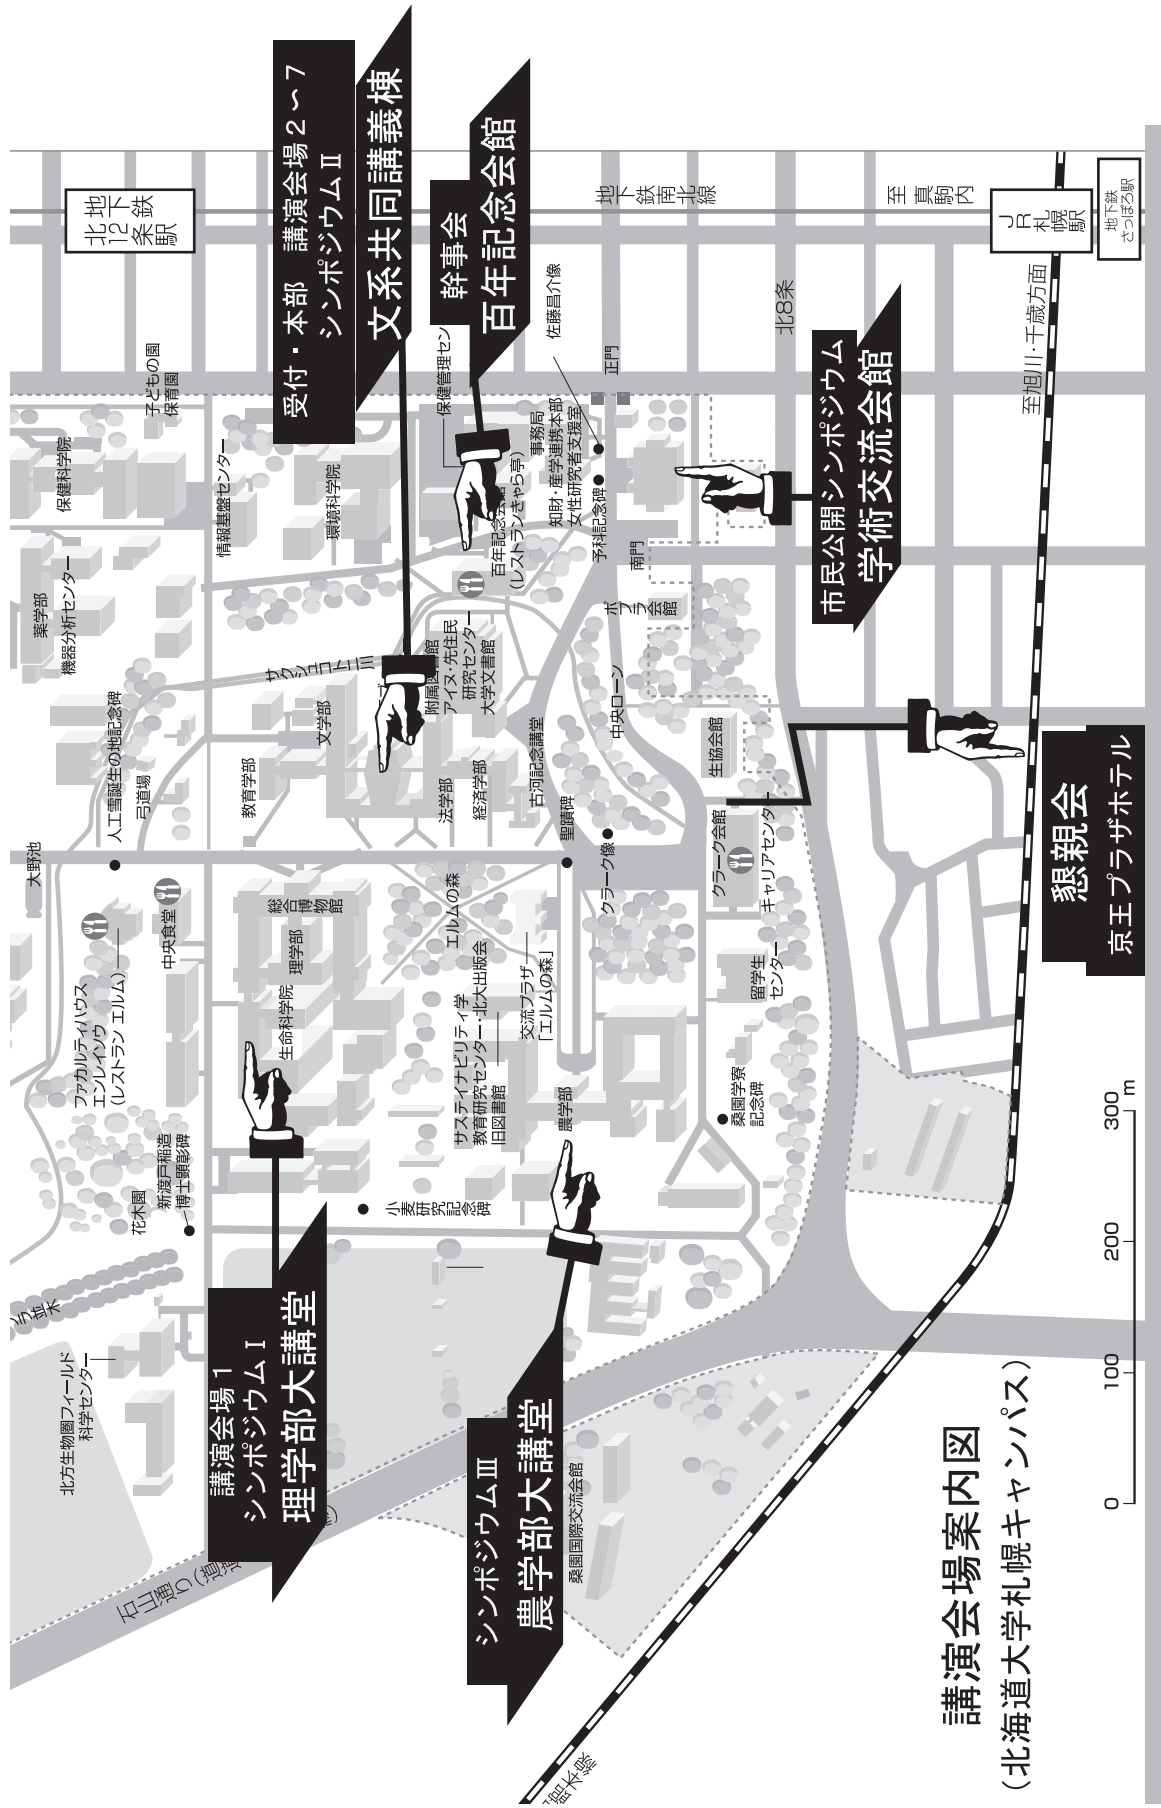 講演会場案内図
(北海道大学札幌キャンパス)
0 100 200 300 m
受付・本部 講演会場2～7
シンポジウムⅡ
文系共同講義棟
幹事会
百年記念会館
市民公開シンポジウム
学術交流会館
懇親会
京王プラザホテル
講演会場1
シンポジウムⅠ
理学部大講堂
シンポジウムⅢ
農学部大講堂
地下鉄
北12条
駅
地下鉄南北線
至真駒内
JR札幌駅
地下鉄
さっぽろ駅
至旭川・千歳方面
北8条
正門
南門
佐藤昌介像
保健管理セン
子どもの園
保育園
保健科学院
情報基盤センター
環境科学院
事務局
知財・産学連携本部
女性研究者支援室
予科記念碑
(レストランきゃら亭)
薬学部
機器分析センター
ポプラ会館
アイヌ・先住民
研究センター
大学文書館
サクシュコトニ川
人工雪誕生の地記念碑
弓道場
文学部
教育学部
法学部
経済学部
古河記念講堂
中央ローン
生協会館
聖蹟碑
クラーク像
クラーク会館
キャリアセンター
大野池
中央食堂
総合博物館
理学部
生命科学院
エルムの森
交流プラザ
「エルムの森」
留学生
センター
ファカルティハウス
エンレイソウ
(レストラン エルム)
サステイナビリティ学
教育研究センター・北大出版会
旧図書館
農学部
桑園学寮
記念碑
花木園
新渡戸稲造
博士顕彰碑
小麦研究記念碑
北方生物圏フィールド
科学センター
桑園国際交流会館